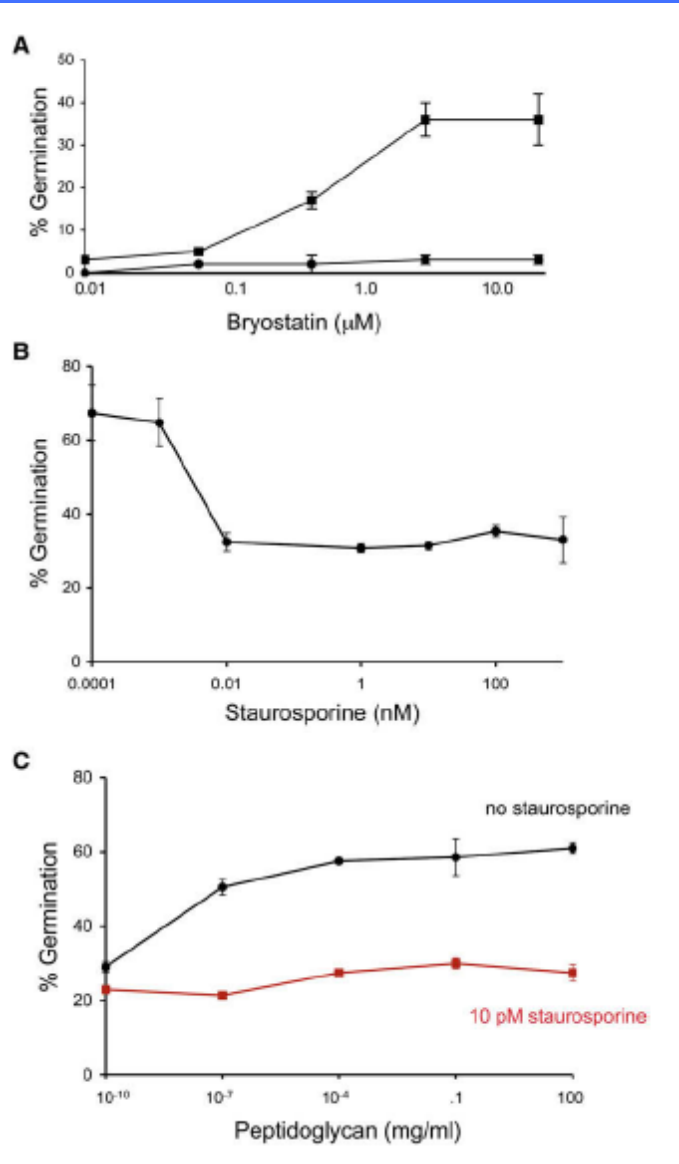 A
50
40
30
20
10
0
% Germination
0.01 0.1 1.0 10.0
Bryostatin (μM)
B
80
60
40
20
0
% Germination
0.0001 0.01 1 100
Staurosporine (nM)
C
80
60
40
20
0
% Germination
no staurosporine
10 pM staurosporine
10⁻¹⁰ 10⁻⁷ 10⁻⁴ .1 100
Peptidoglycan (mg/ml)